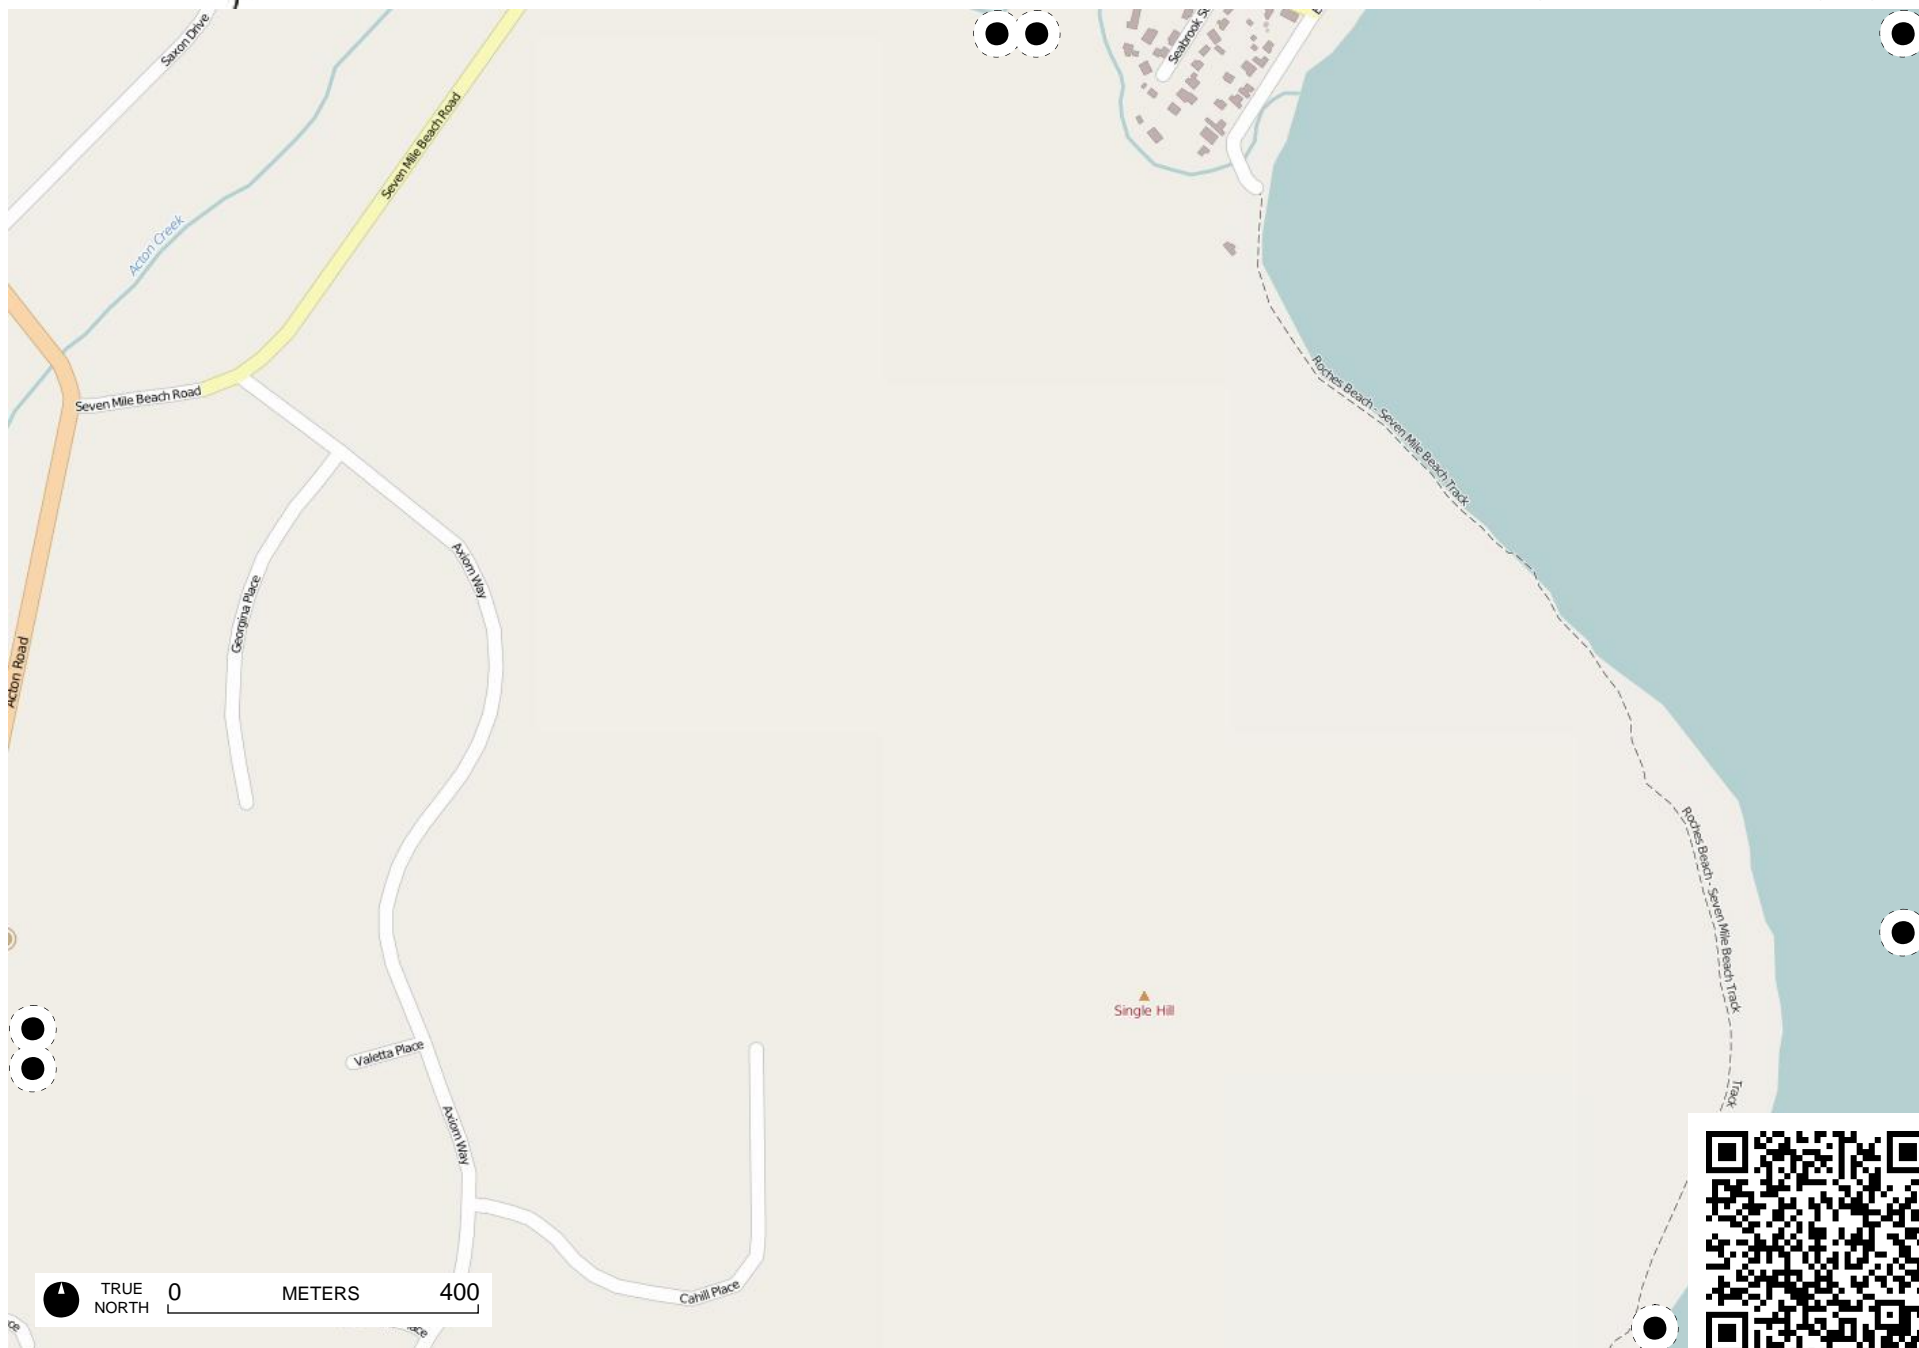 Saxon Drive
Seabrook
Seven Mile Beach Road
Acton Creek
Seven Mile Beach Road
Roches Beach - Seven Mile Beach Track
Axiom Way
Georgina Place
Acton Road
Roches Beach - Seven Mile Beach Track
Single Hill
Valetta Place
Track
Axiom Way
Cahill Place
TRUE
NORTH
0 METERS 400